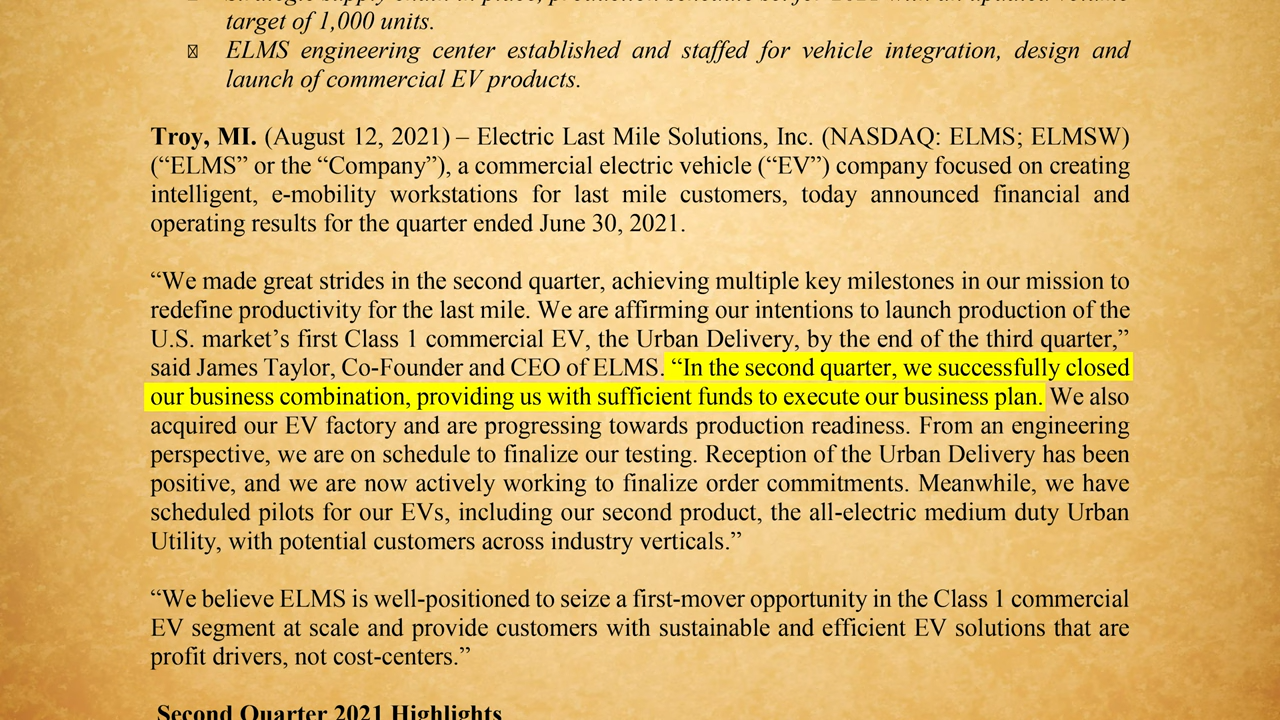 target of 1,000 units.
ELMS engineering center established and staffed for vehicle integration, design and
launch of commercial EV products.
Troy, MI. (August 12, 2021) – Electric Last Mile Solutions, Inc. (NASDAQ: ELMS; ELMSW)
(“ELMS” or the “Company”), a commercial electric vehicle (“EV”) company focused on creating
intelligent, e-mobility workstations for last mile customers, today announced financial and
operating results for the quarter ended June 30, 2021.
“We made great strides in the second quarter, achieving multiple key milestones in our mission to
redefine productivity for the last mile. We are affirming our intentions to launch production of the
U.S. market’s first Class 1 commercial EV, the Urban Delivery, by the end of the third quarter,”
said James Taylor, Co-Founder and CEO of ELMS. “In the second quarter, we successfully closed
our business combination, providing us with sufficient funds to execute our business plan. We also
acquired our EV factory and are progressing towards production readiness. From an engineering
perspective, we are on schedule to finalize our testing. Reception of the Urban Delivery has been
positive, and we are now actively working to finalize order commitments. Meanwhile, we have
scheduled pilots for our EVs, including our second product, the all-electric medium duty Urban
Utility, with potential customers across industry verticals.”
“We believe ELMS is well-positioned to seize a first-mover opportunity in the Class 1 commercial
EV segment at scale and provide customers with sustainable and efficient EV solutions that are
profit drivers, not cost-centers.”
Second Quarter 2021 Highlights